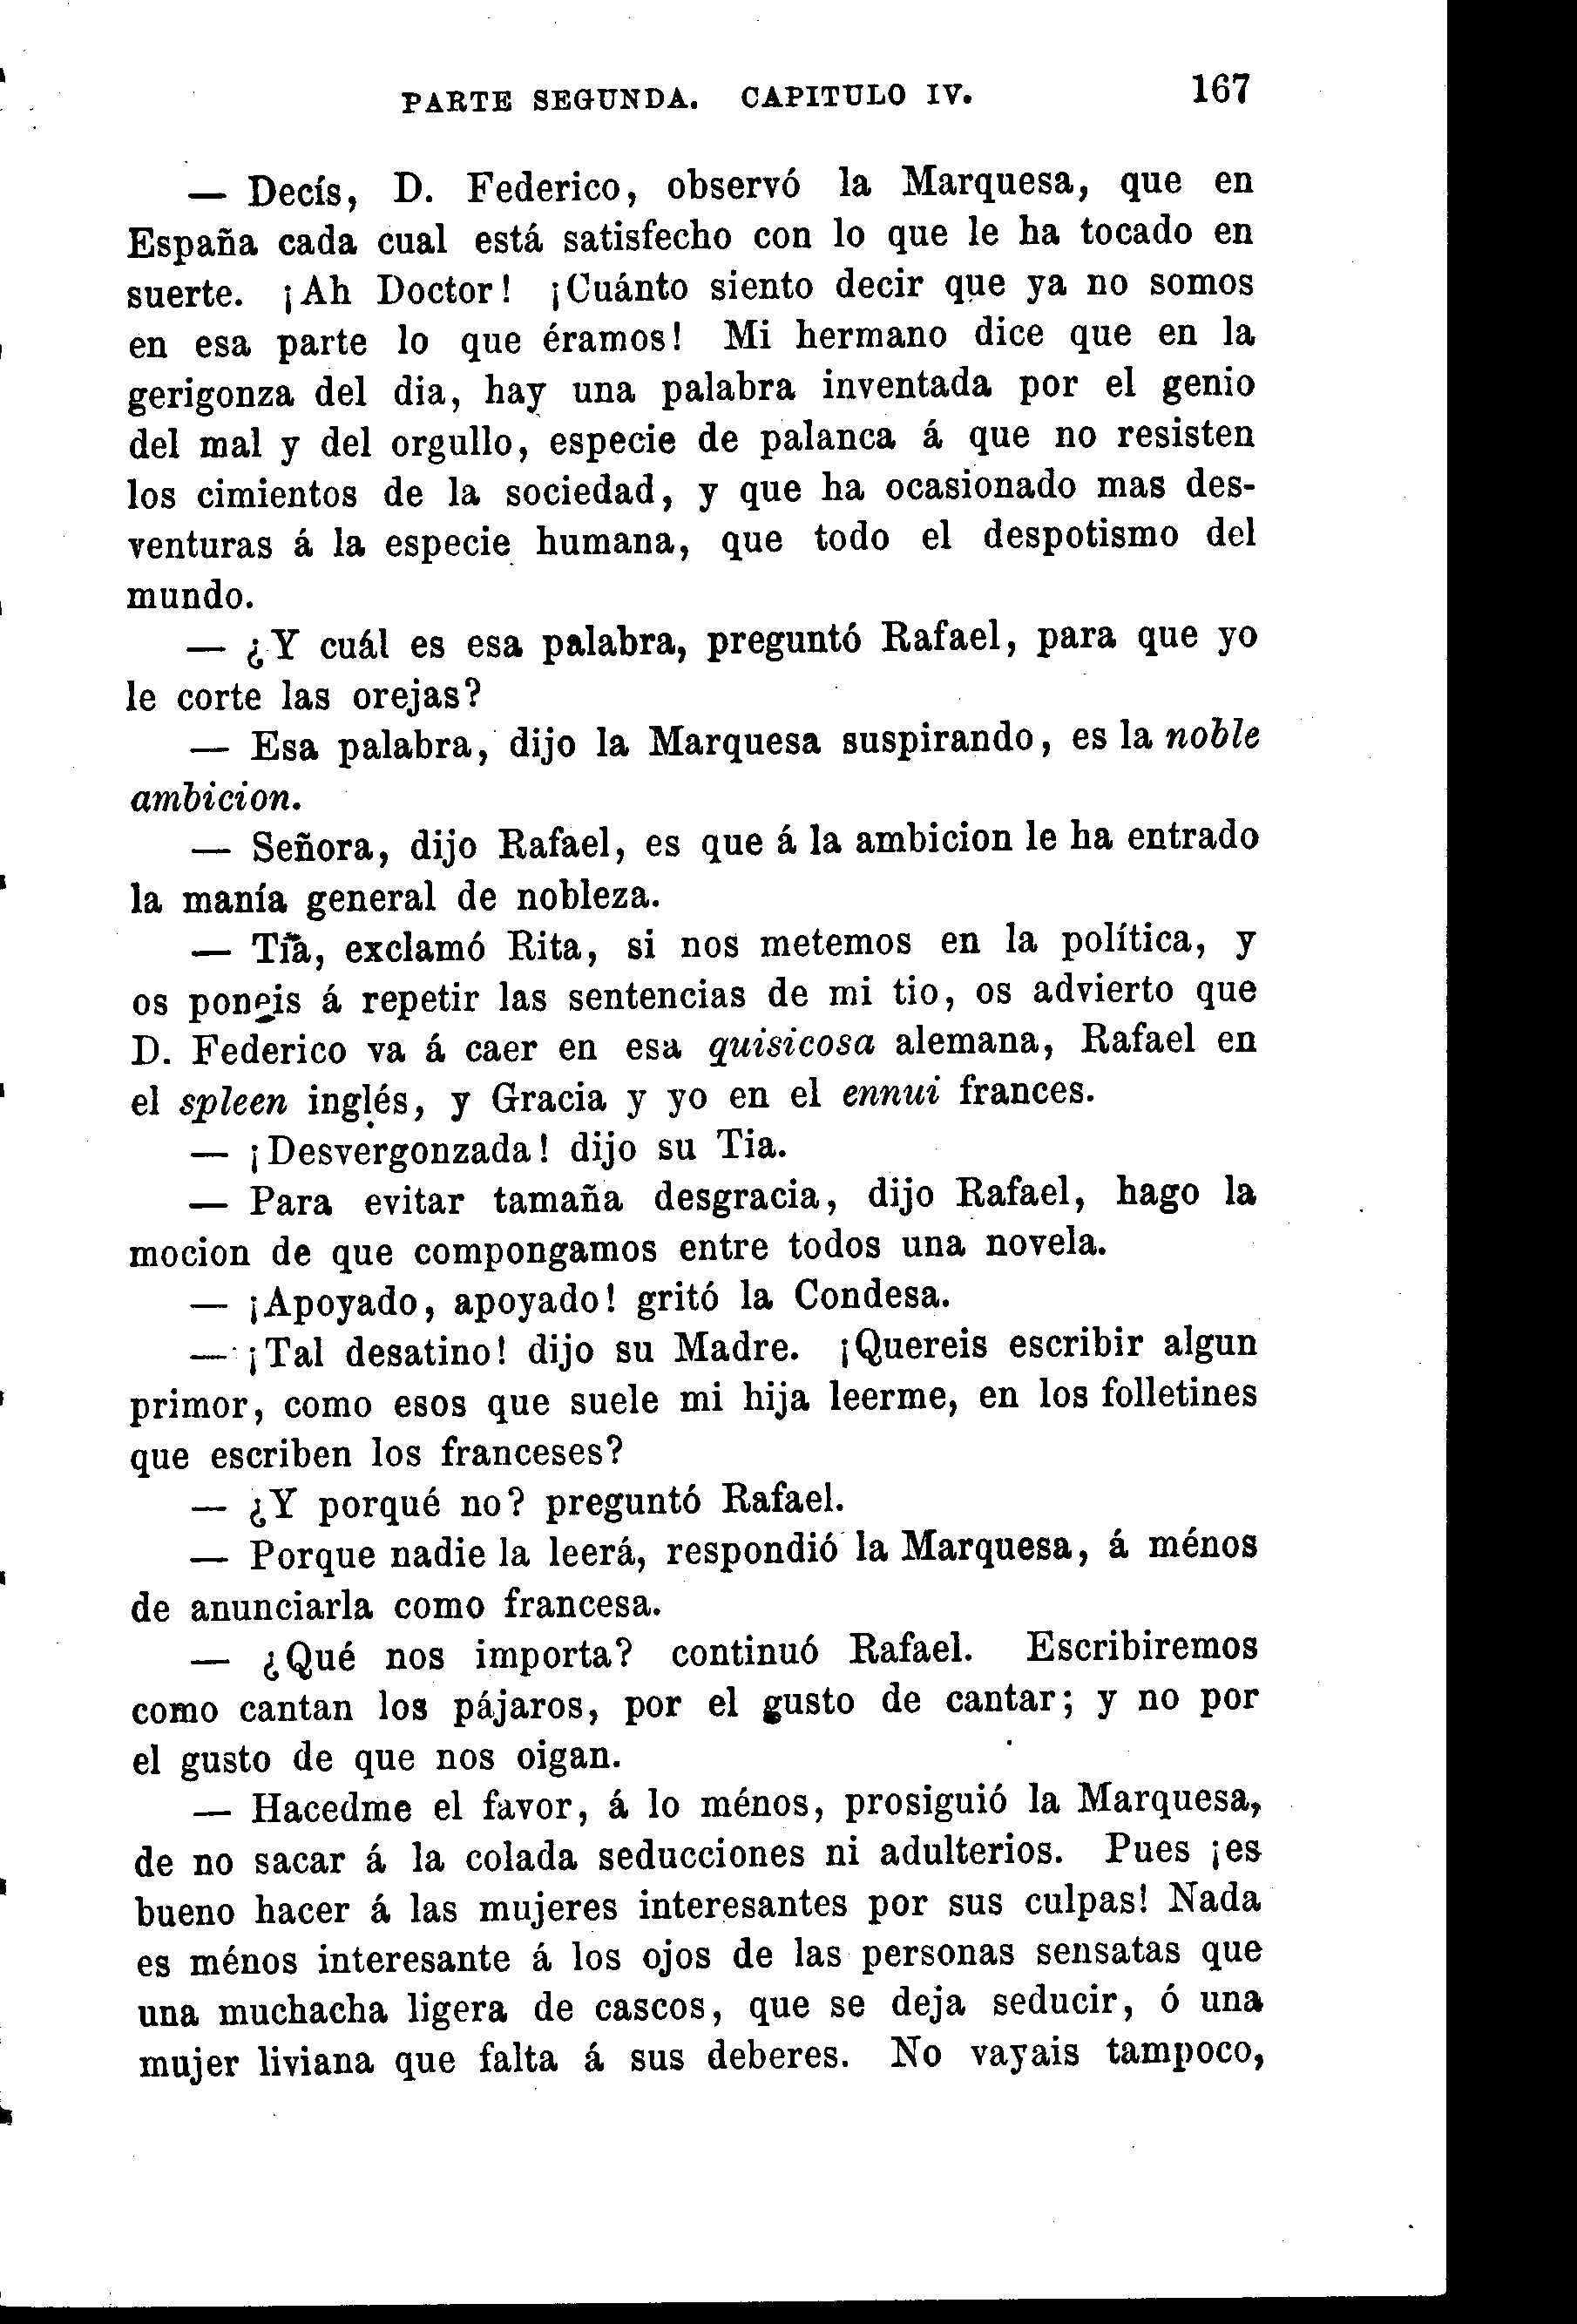 PARTE SEGUNDA. CAPITULO IV. 167
— Decís, D. Federico, observó la Marquesa, que en
España cada cual está satisfecho con lo que le ha tocado en
suerte. ¡Ah Doctor! ¡Cuánto siento decir que ya no somos
en esa parte lo que éramos! Mi hermano dice que en la
gerigonza del dia, hay una palabra inventada por el genio
del mal y del orgullo, especie de palanca á que no resisten
los cimientos de la sociedad, y que ha ocasionado mas des-
venturas á la especie humana, que todo el despotismo del
mundo.
— ¿Y cuál es esa palabra, preguntó Rafael, para que yo
le corte las orejas?
— Esa palabra, dijo la Marquesa suspirando, es la noble
ambicion.
— Señora, dijo Rafael, es que á la ambicion le ha entrado
la manía general de nobleza.
— Tia, exclamó Rita, si nos metemos en la política, y
os poneis á repetir las sentencias de mi tio, os advierto que
D. Federico va á caer en esa quisicosa alemana, Rafael en
el spleen inglés, y Gracia y yo en el ennui frances.
— ¡Desvergonzada! dijo su Tia.
— Para evitar tamaña desgracia, dijo Rafael, hago la
mocion de que compongamos entre todos una novela.
— ¡Apoyado, apoyado! gritó la Condesa.
— ¡Tal desatino! dijo su Madre. ¡Quereis escribir algun
primor, como esos que suele mi hija leerme, en los folletines
que escriben los franceses?
— ¿Y porqué no? preguntó Rafael.
— Porque nadie la leerá, respondió la Marquesa, á ménos
de anunciarla como francesa.
— ¿Qué nos importa? continuó Rafael. Escribiremos
como cantan los pájaros, por el gusto de cantar; y no por
el gusto de que nos oigan.
— Hacedme el favor, á lo ménos, prosiguió la Marquesa,
de no sacar á la colada seducciones ni adulterios. Pues ¡es
bueno hacer á las mujeres interesantes por sus culpas! Nada
es ménos interesante á los ojos de las personas sensatas que
una muchacha ligera de cascos, que se deja seducir, ó una
mujer liviana que falta á sus deberes. No vayais tampoco,